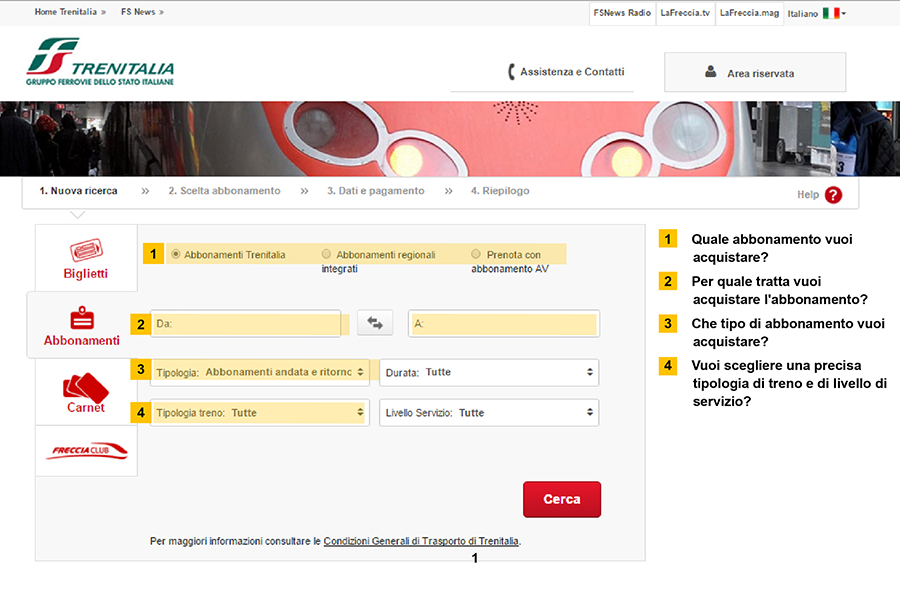 Home Trenitalia » FS News »
FSNews Radio LaFreccia.tv LaFreccia.mag Italiano
TRENITALIA
GRUPPO FERROVIE DELLO STATO ITALIANE
Assistenza e Contatti
Area riservata
3
1. Nuova ricerca » 2. Scelta abbonamento » 3. Dati e pagamento » 4. Riepilogo
Help ?
Biglietti
Abbonamenti
Carnet
FRECCIACLUB
1 Abbonamenti Trenitalia
Abbonamenti regionali
integrati
Prenota con
abbonamento AV
2 Da: A:
3 Tipologia: Abbonamenti andata e ritorno Durata: Tutte
4 Tipologia treno: Tutte Livello Servizio: Tutte
Cerca
Per maggiori informazioni consultare le Condizioni Generali di Trasporto di Trenitalia.
1
1 Quale abbonamento vuoi
acquistare?
2 Per quale tratta vuoi
acquistare l'abbonamento?
3 Che tipo di abbonamento vuoi
acquistare?
4 Vuoi scegliere una precisa
tipologia di treno e di livello di
servizio?